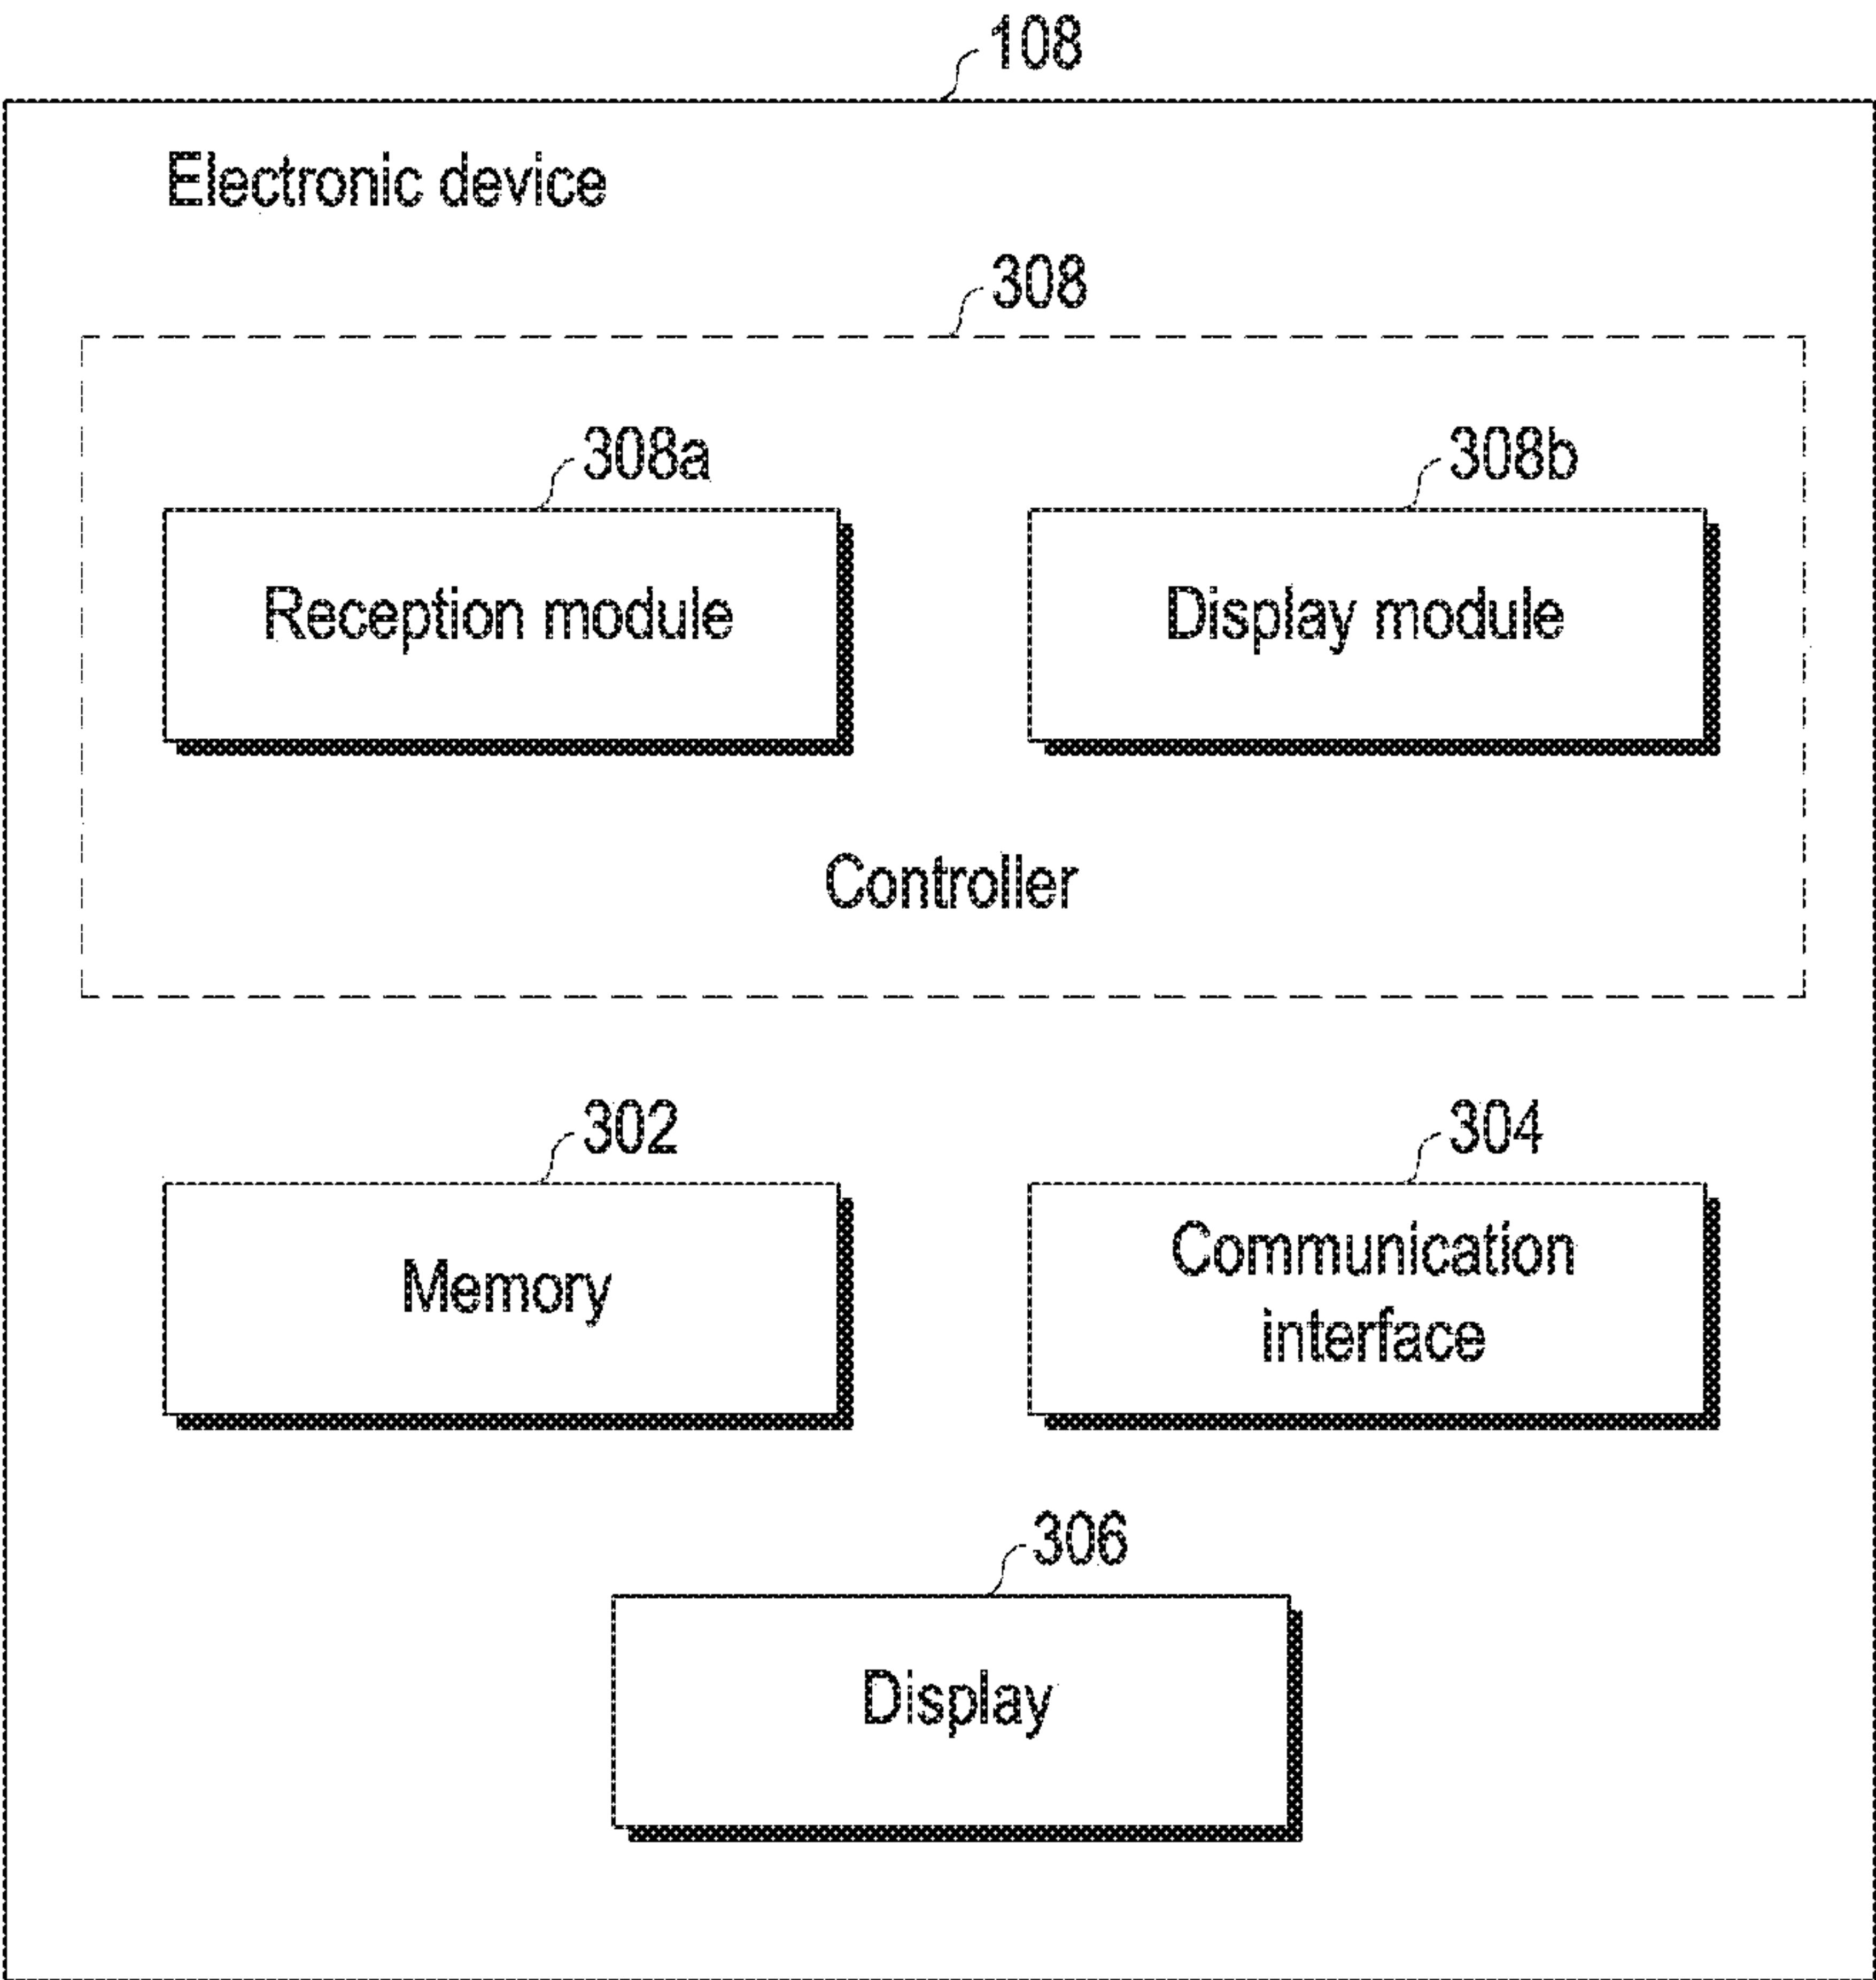 108
Electronic device
308
308a
308b
Reception module
Display module
Controller
302
304
Memory
Communication
interface
306
Display